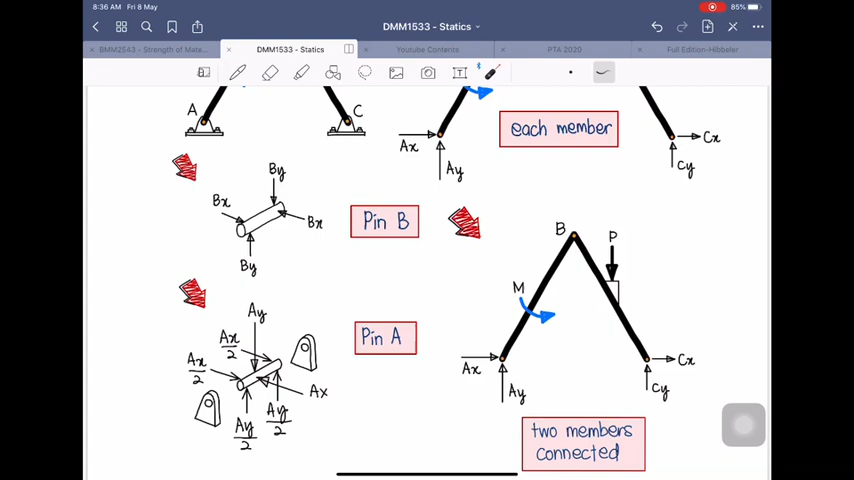 8:36 AM Fri 8 May
85%
DMM1533 - Statics
BMM2543 - Strength of Mate...
DMM1533 - Statics
Youtube Contents
PTA 2020
Full Edition-Hibbeler
A
C
Ax
Ay
each member
Cx
Cy
By
Bx
Bx
By
Pin B
B
P
M
Ax
Ay
Cx
Cy
Ay
Ax
2
Ax
2
Ax
Ay
2
Ay
2
Pin A
two members
connected